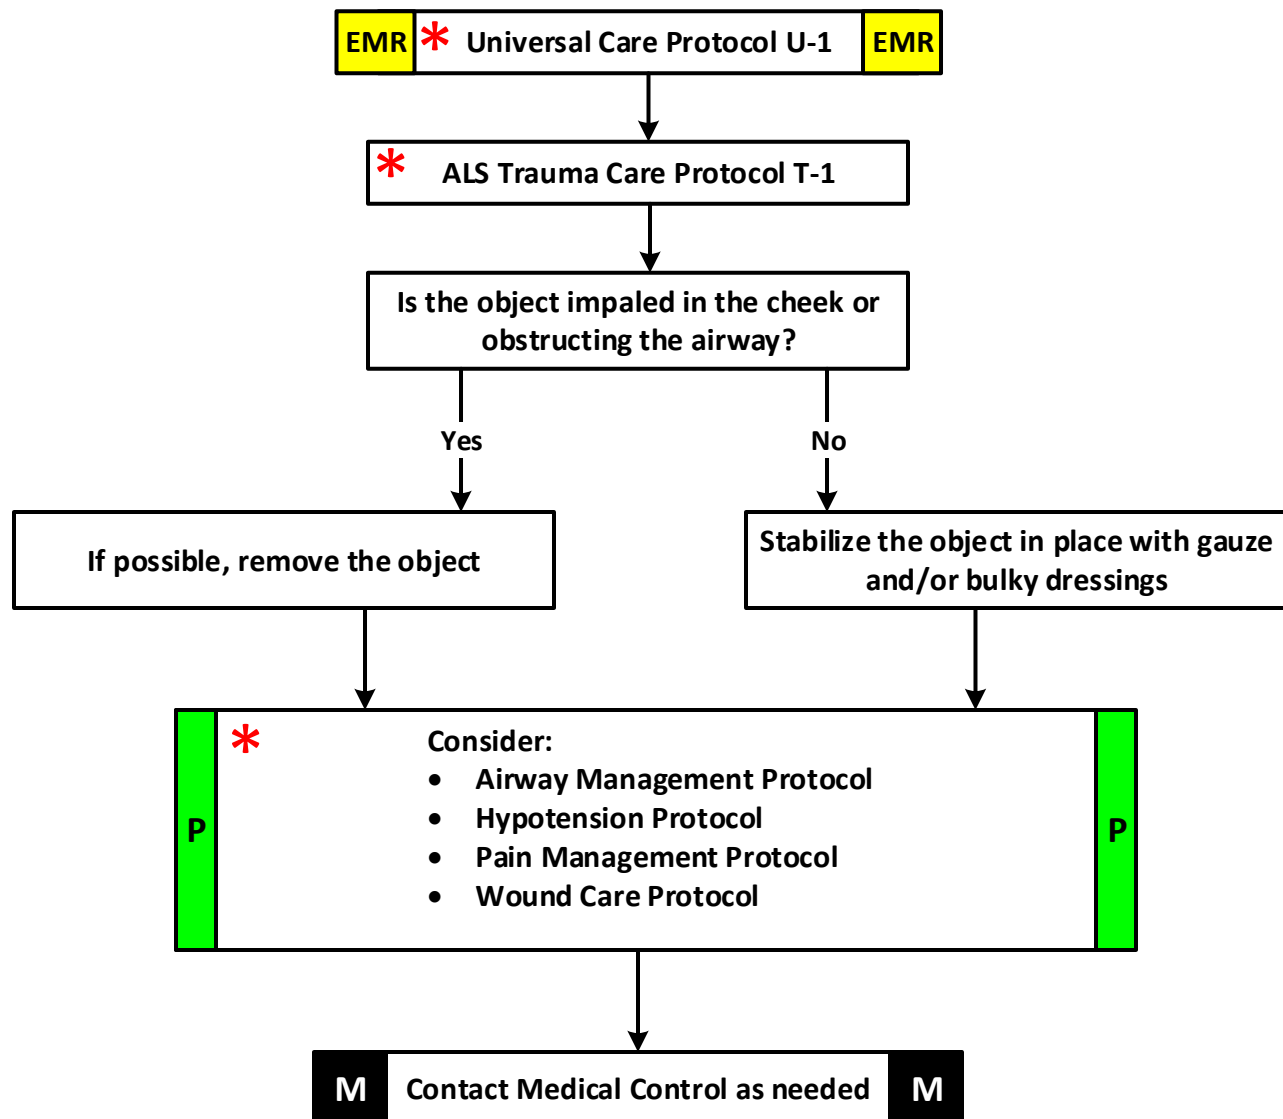 EMR * Universal Care Protocol U-1 EMR
* ALS Trauma Care Protocol T-1
Is the object impaled in the cheek or
obstructing the airway?
Yes
No
If possible, remove the object
Stabilize the object in place with gauze
and/or bulky dressings
* Consider:
• Airway Management Protocol
• Hypotension Protocol
P
P
• Pain Management Protocol
• Wound Care Protocol
M Contact Medical Control as needed M